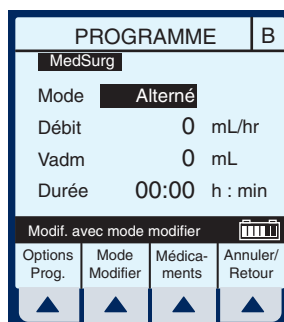 PROGRAMME B
MedSurg
Mode Alterné
Débit 0 mL/hr
Vadm 0 mL
Durée 00:00 h : min
Modif. avec mode modifier
Options Prog.
Mode Modifier
Médica-
ments
Annuler/
Retour